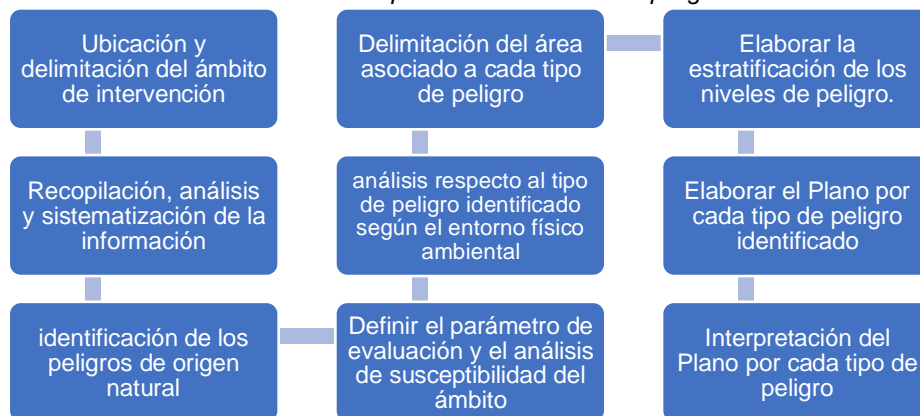 Ubicación y
delimitación del ámbito
de intervención
Recopilación, análisis
y sistematización de la
información
identificación de los
peligros de origen
natural
Definir el parámetro de
evaluación y el análisis
de susceptibilidad del
ámbito
análisis respecto al tipo
de peligro identificado
según el entorno físico
ambiental
Delimitación del área
asociado a cada tipo
de peligro
Elaborar la
estratificación de los
niveles de peligro.
Elaborar el Plano por
cada tipo de peligro
identificado
Interpretación del
Plano por cada tipo de
peligro